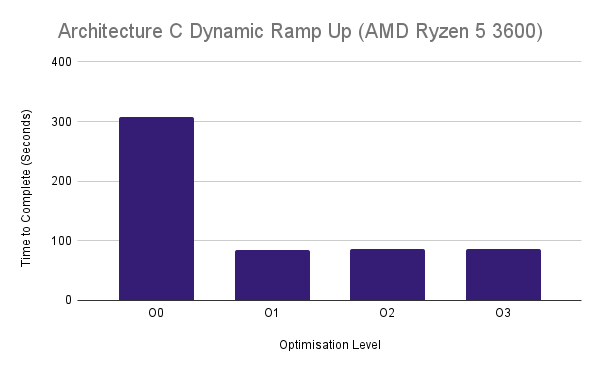 Architecture C Dynamic Ramp Up (AMD Ryzen 5 3600)
Time to Complete (Seconds)
400
300
200
100
0
O0
O1
O2
O3
Optimisation Level